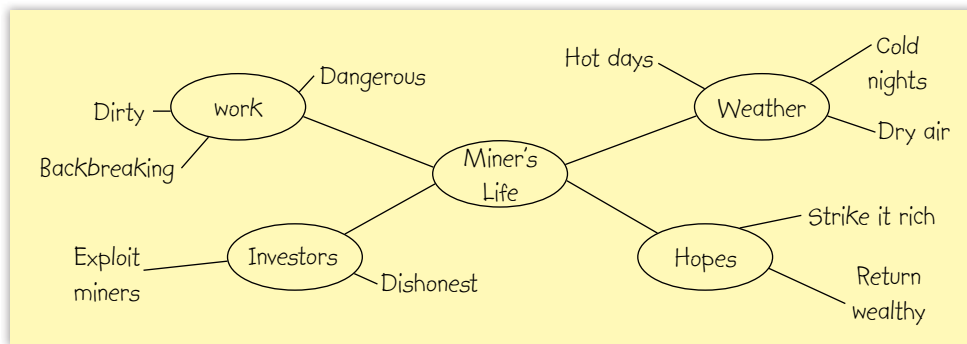 Dangerous
work
Dirty
Backbreaking
Hot days
Cold
nights
Weather
Dry air
Miner's
Life
Exploit
miners
Investors
Dishonest
Strike it rich
Hopes
Return
wealthy